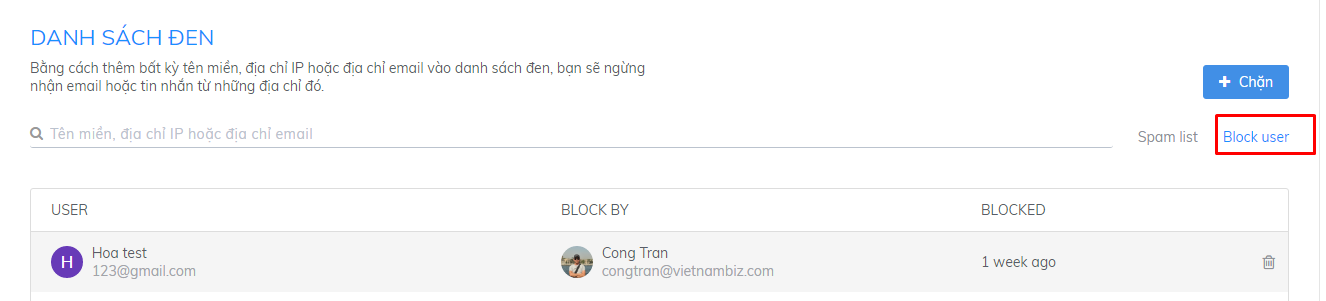 DANH SÁCH ĐEN
Bằng cách thêm bất kỳ tên miền, địa chỉ IP hoặc địa chỉ email vào danh sách đen, bạn sẽ ngừng
nhận email hoặc tin nhắn từ những địa chỉ đó.
+ Chặn
Tên miền, địa chỉ IP hoặc địa chỉ email
Spam list Block user
USER BLOCK BY BLOCKED
H Hoa test Cong Tran 1 week ago
123@gmail.com congtran@vietnambiz.com